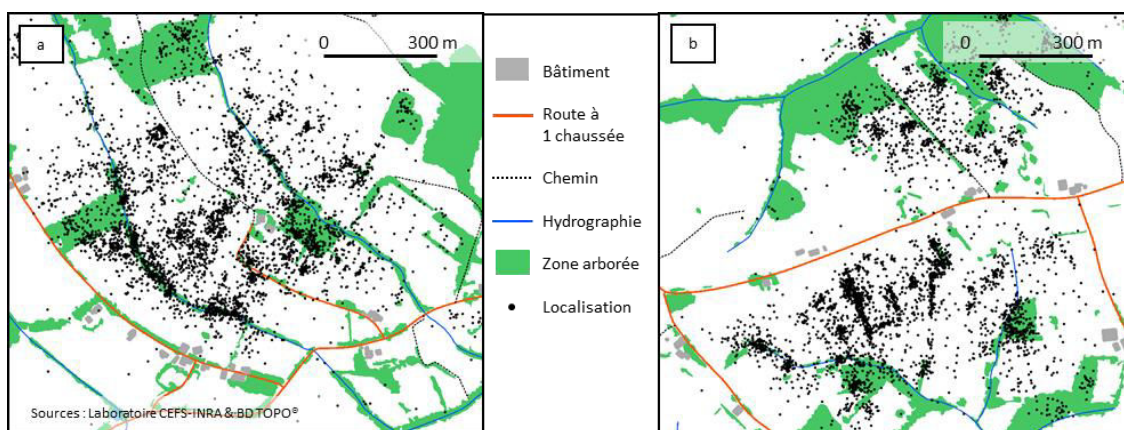 a
0 300 m
Bâtiment
Route à
1 chaussée
Chemin
Hydrographie
Zone arborée
Localisation
Sources : Laboratoire CEFS-INRA & BD TOPO®
b
0 300 m